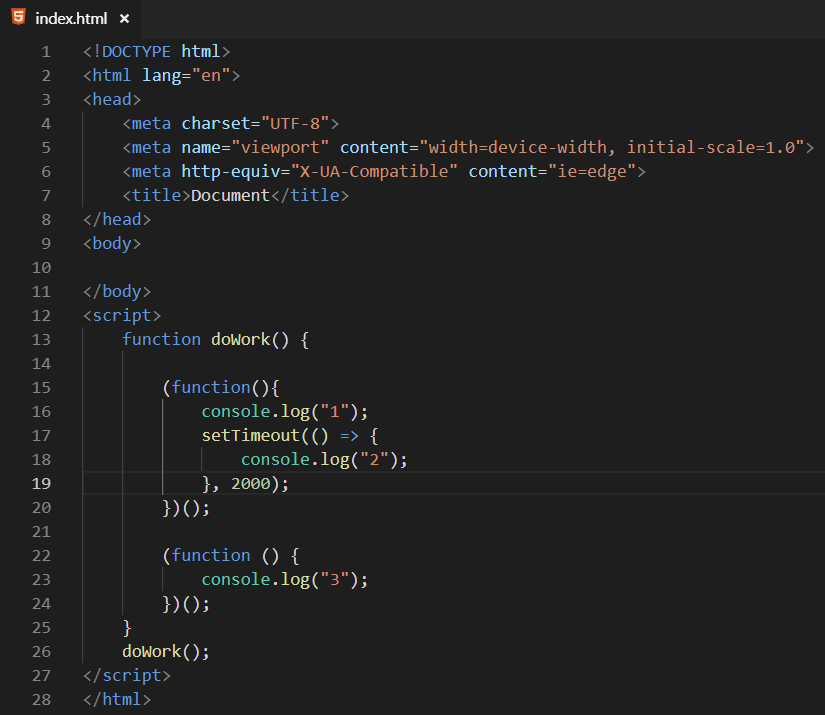 index.html ×
1 <!DOCTYPE html>
2 <html lang="en">
3 <head>
4     <meta charset="UTF-8">
5     <meta name="viewport" content="width=device-width, initial-scale=1.0">
6     <meta http-equiv="X-UA-Compatible" content="ie=edge">
7     <title>Document</title>
8 </head>
9 <body>
10
11 </body>
12 <script>
13     function doWork() {
14
15         (function(){
16             console.log("1");
17             setTimeout(() => {
18                 console.log("2");
19             }, 2000);
20         })();
21
22         (function () {
23             console.log("3");
24         })();
25     }
26     doWork();
27 </script>
28 </html>